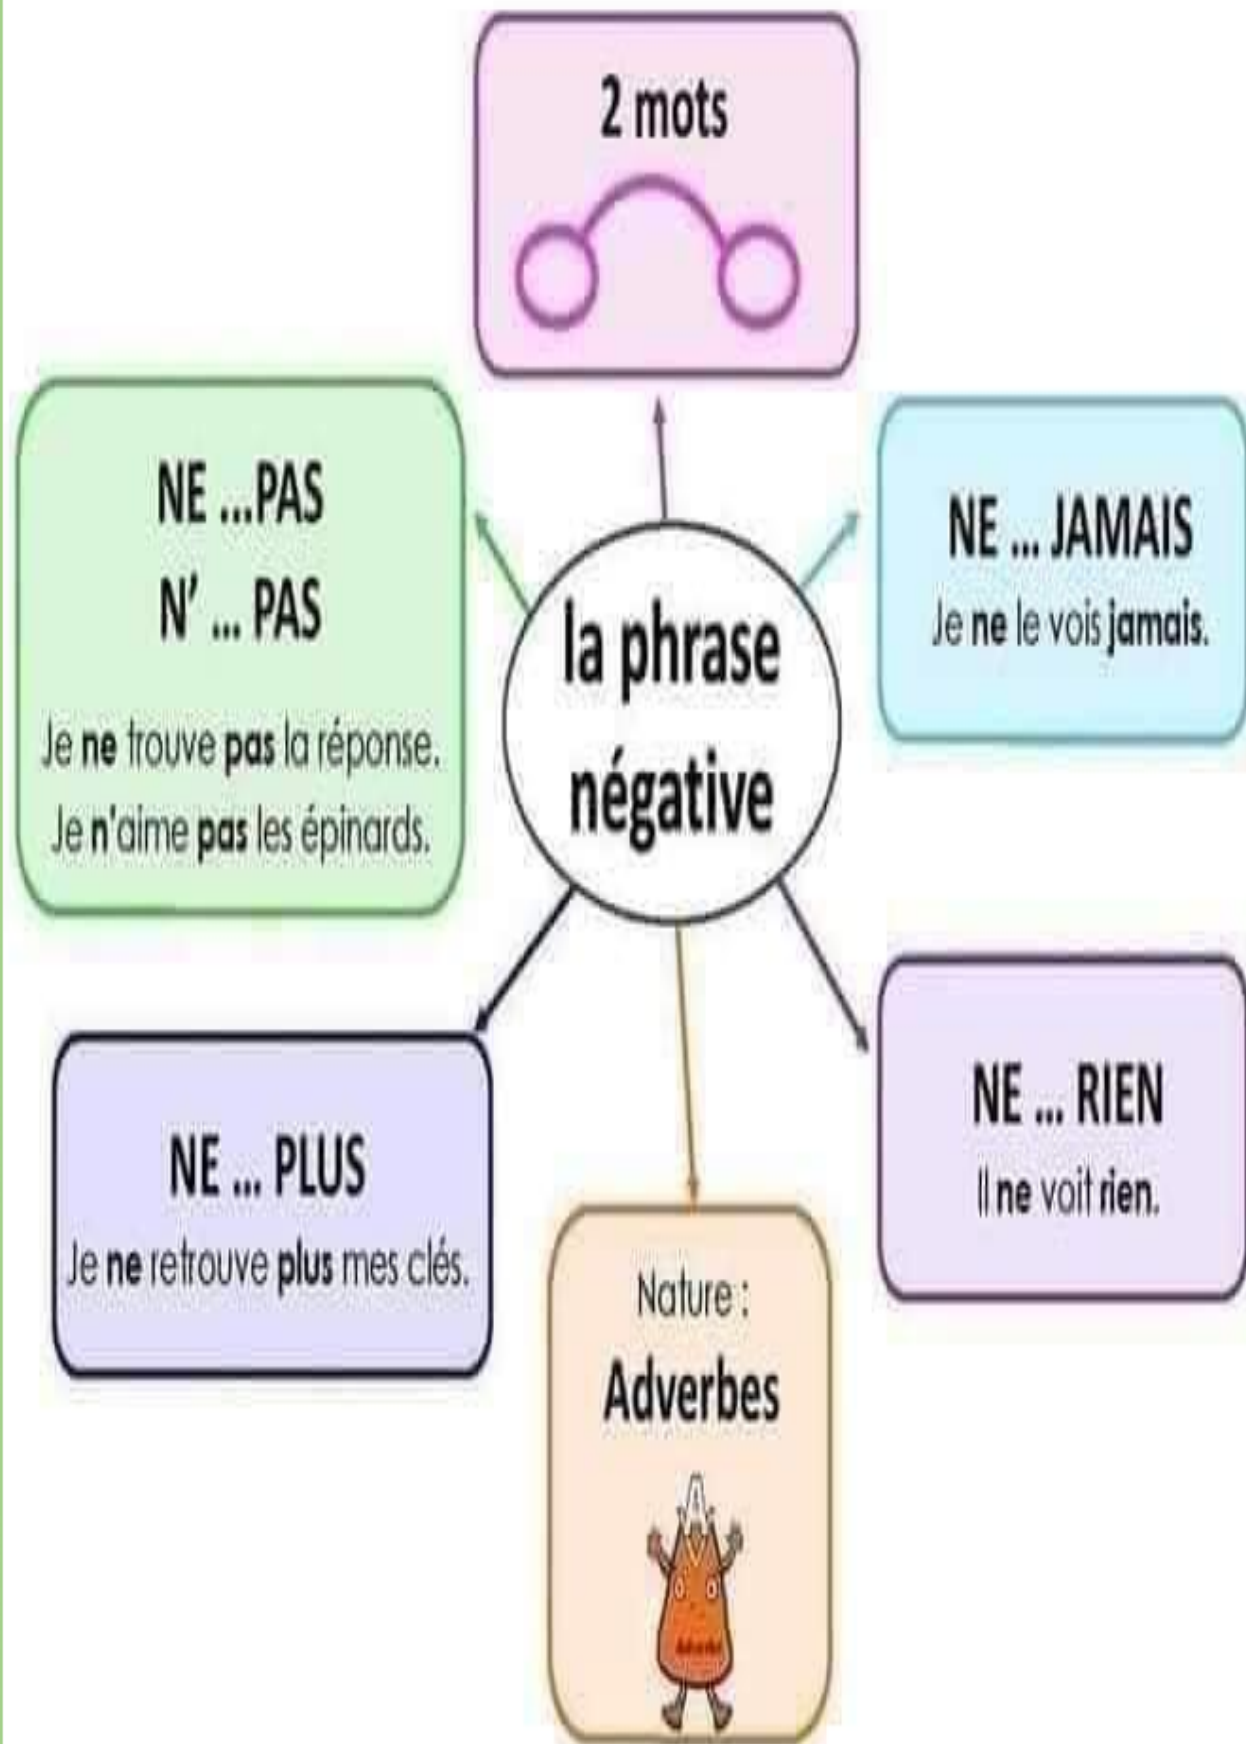 2 mots
NE ...PAS
N' ... PAS
Je ne trouve pas la réponse.
Je n'aime pas les épinards.
NE ... JAMAIS
Je ne le vois jamais.
la phrase
négative
NE ... PLUS
Je ne retrouve plus mes clés.
NE ... RIEN
Il ne voit rien.
Nature :
Adverbes
A